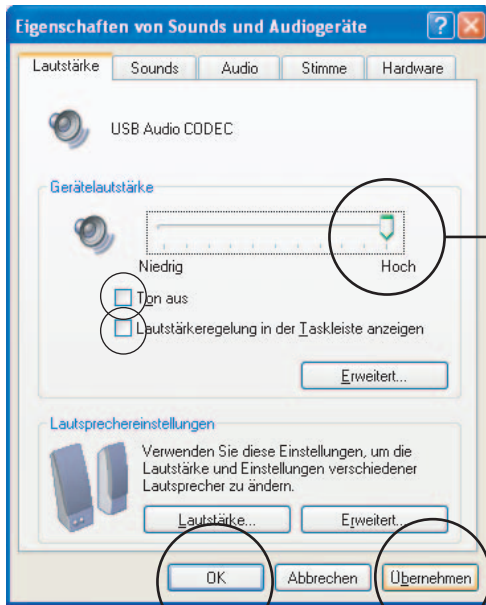 Eigenschaften von Sounds und Audiogeräte
Lautstärke Sounds Audio Stimme Hardware
USB Audio CODEC
Gerätelautstärke
Niedrig Hoch
Ton aus
Lautstärkeregelung in der Taskleiste anzeigen
Erweitert...
Lautsprechereinstellungen
Verwenden Sie diese Einstellungen, um die
Lautstärke und Einstellungen verschiedener
Lautsprecher zu ändern.
Lautstärke... Erweitert...
OK Abbrechen Übernehmen